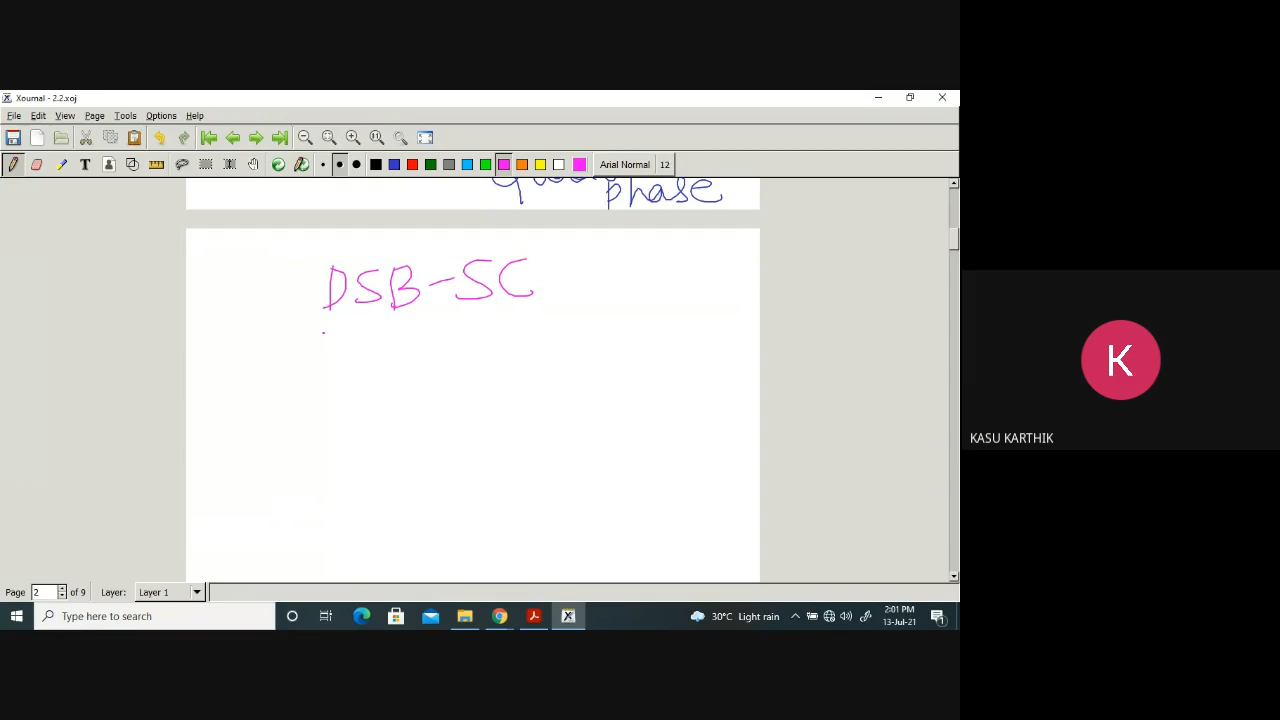 Xournal - 2.2.xoj
File Edit View Page Tools Options Help
Arial Normal 12
phase
DSB-SC
K
KASU KARTHIK
Page 2 of 9 Layer: Layer 1
Type here to search
30°C Light rain
2:01 PM
13-Jul-21
1